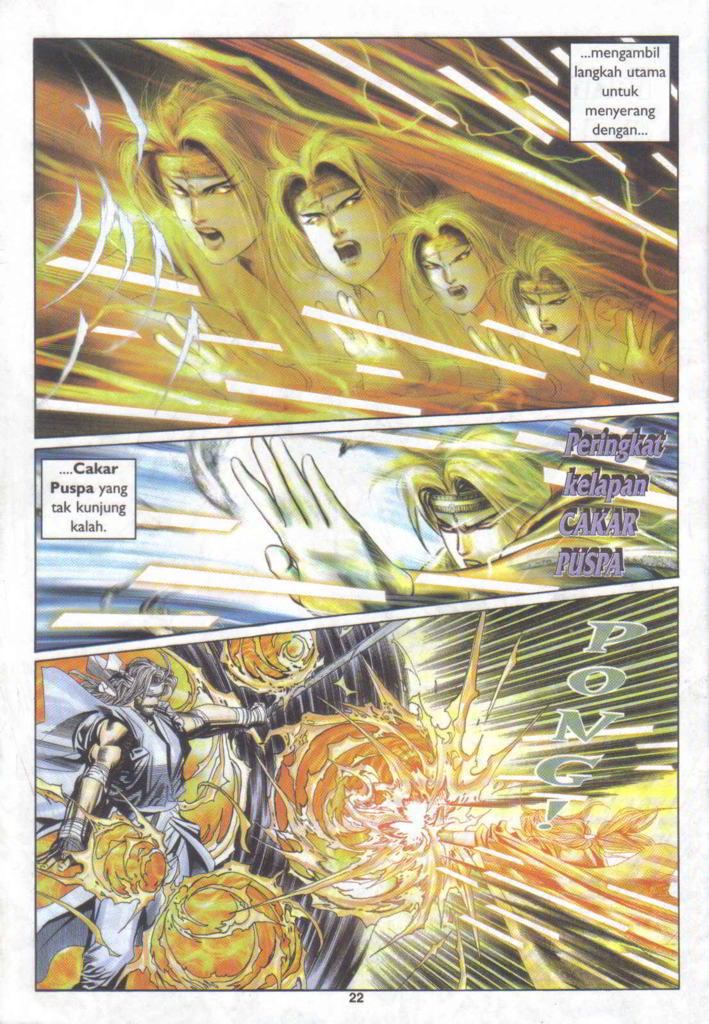 ...mengambil
langkah utama
untuk
menyerang
dengan...
....Cakar
Puspa yang
tak kunjung
kalah.
Peringkat
kelapan
CAKAR
PUSPA
PONG!
22